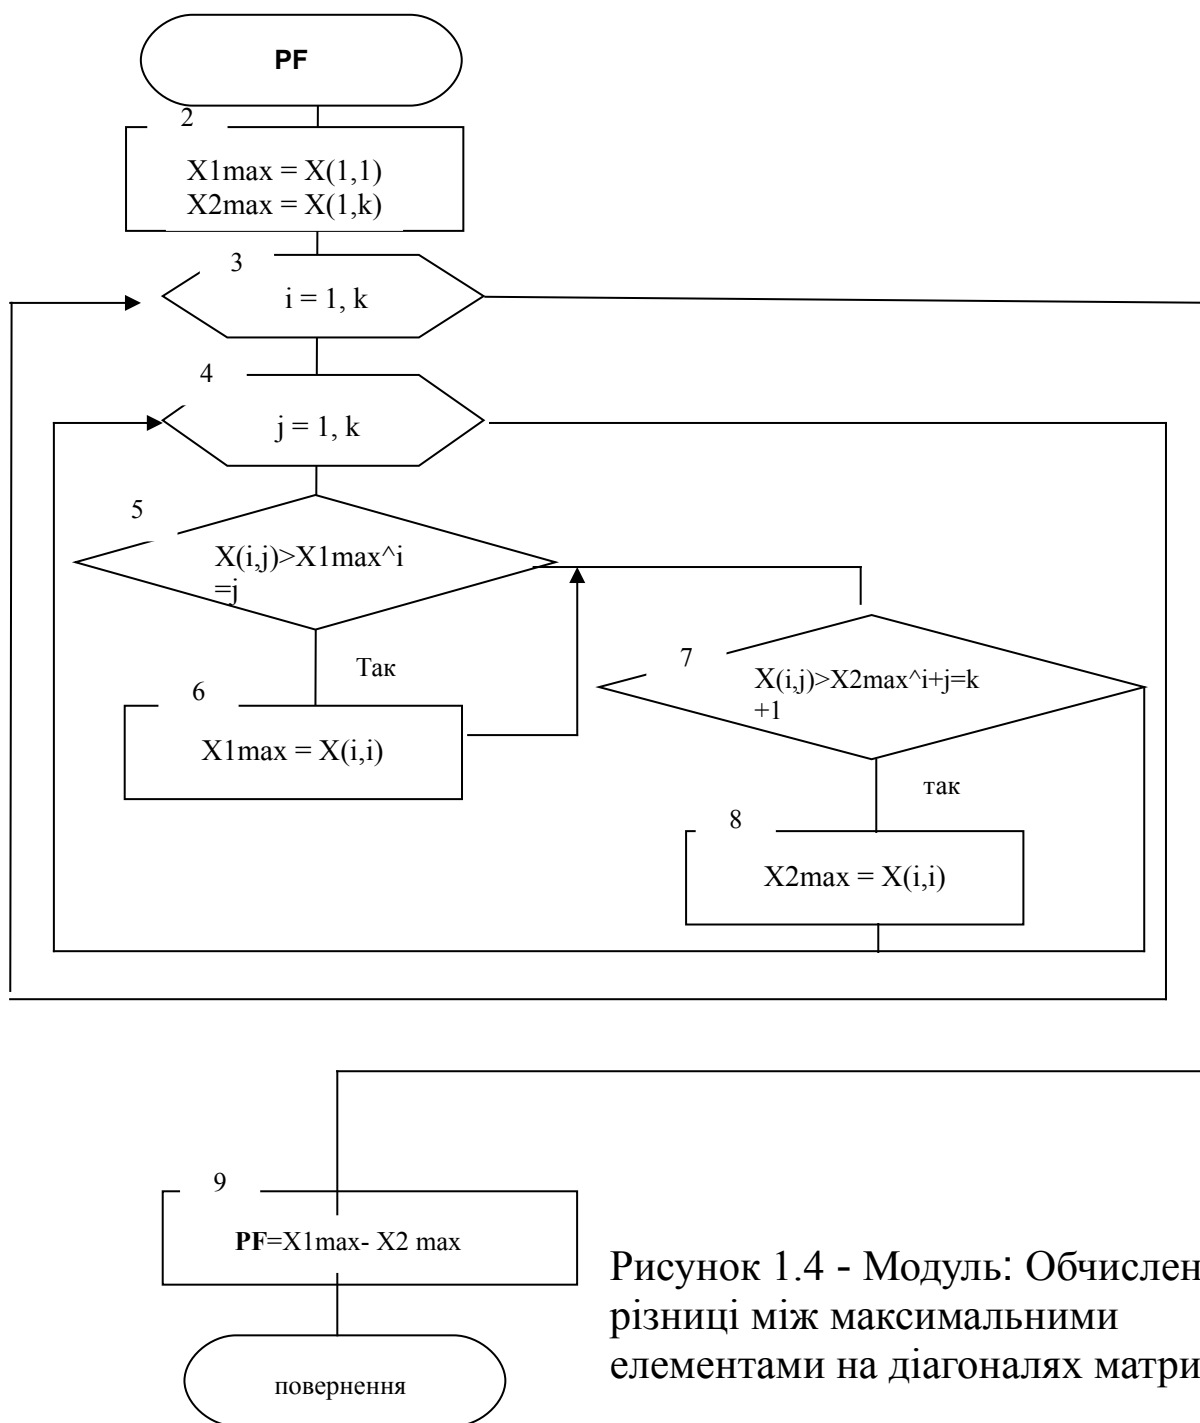 PF
2
X1max = X(1,1)
X2max = X(1,k)
3
i = 1, k
4
j = 1, k
5
X(i,j)>X1max^i
=j
Так
6
X1max = X(i,i)
7
X(i,j)>X2max^i+j=k
+1
так
8
X2max = X(i,i)
9
PF=X1max- X2 max
повернення
Рисунок 1.4 - Модуль: Обчислен
різниці між максимальними
елементами на діагоналях матри